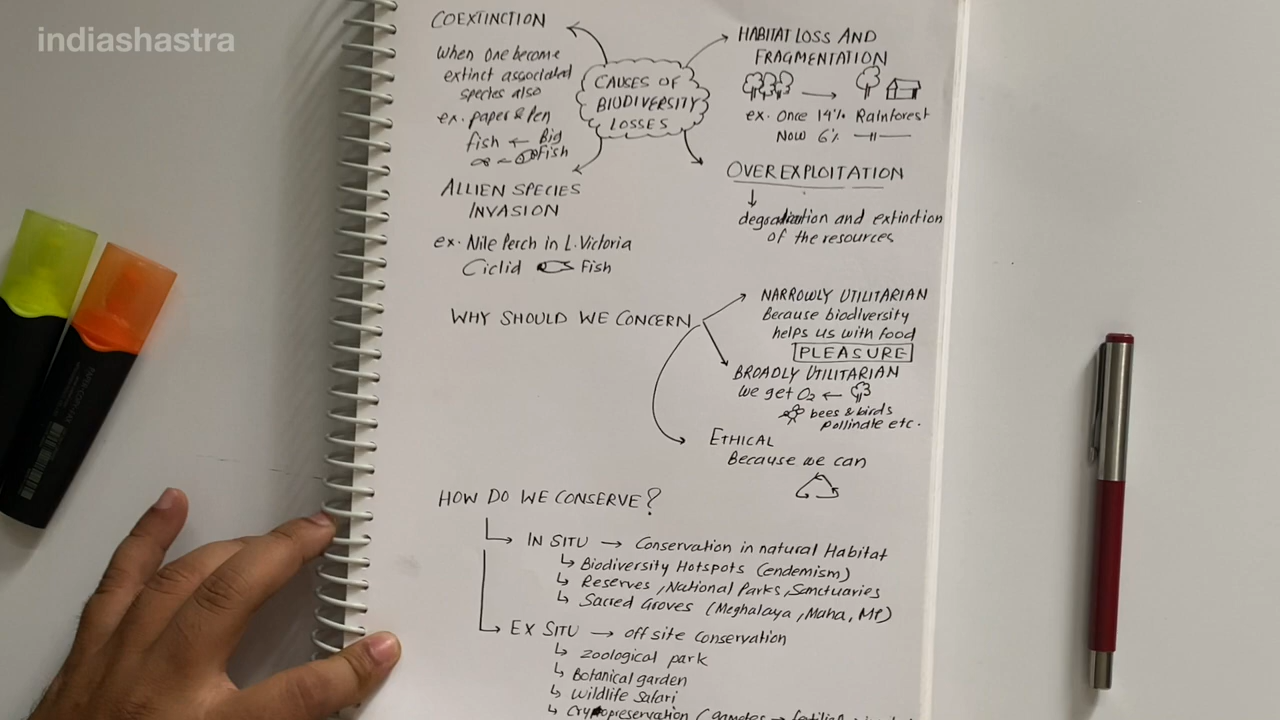 indiashastra
CAUSES OF
BIODIVERSITY
LOSSES
COEXTINCTION
When one become
extinct associated
species also
ex. paper & Pen
fish ← Big
← Fish
HABITAT LOSS AND
FRAGMENTATION
ex. Once 14% Rainforest
Now 6% —11—
ALLIEN SPECIES
INVASION
ex. Nile Perch in L. Victoria
Ciclid Fish
OVEREXPLOITATION
degradation and extinction
of the resources
WHY SHOULD WE CONCERN
NARROWLY UTILITARIAN
Because biodiversity
helps us with food
PLEASURE
BROADLY UTILITARIAN
We get O₂ ←
bees & birds
pollinate etc.
ETHICAL
Because we can
HOW DO WE CONSERVE?
IN SITU → Conservation in natural Habitat
↳ Biodiversity Hotspots (endemism)
↳ Reserves, National Parks, Sanctuaries
↳ Sacred Groves (Meghalaya, Maha, MP)
EX SITU → off site conservation
↳ zoological park
↳ Botanical garden
↳ Wildlife Safari
↳ Cryopreservation (gametes →